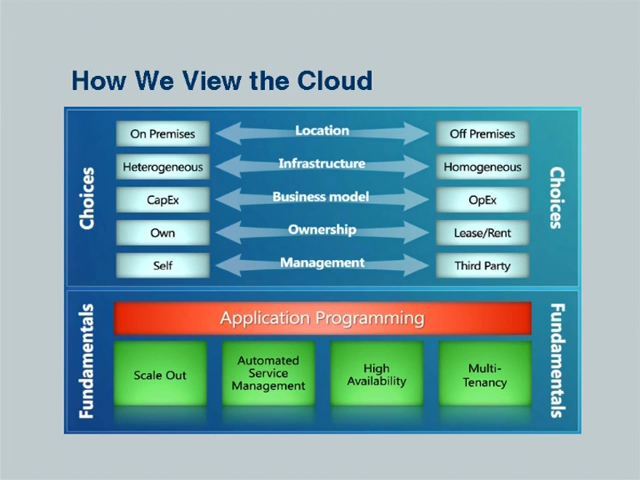 How We View the Cloud
Choices
On Premises
Location
Off Premises
Heterogeneous
Infrastructure
Homogeneous
CapEx
Business model
OpEx
Own
Ownership
Lease/Rent
Self
Management
Third Party
Choices
Fundamentals
Application Programming
Scale Out
Automated
Service
Management
High
Availability
Multi-
Tenancy
Fundamentals